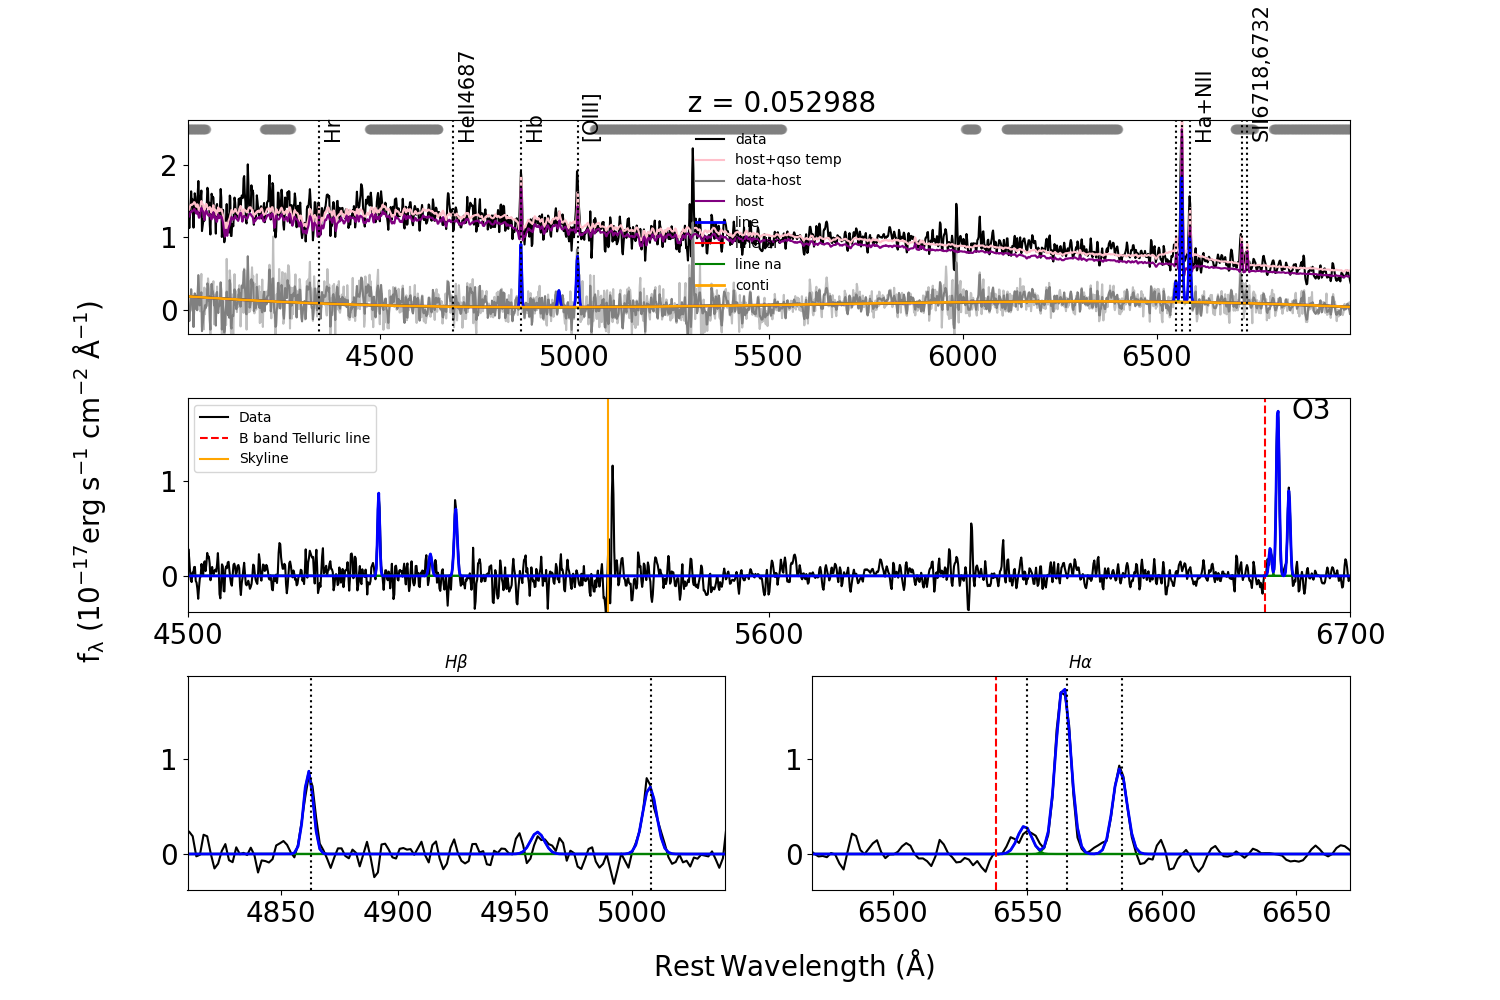 z = 0.052988
Hr
HeII4687
Hb
[OIII]
Ha+NII
SII6718,6732
data
host+qso temp
data-host
host
line
line na
conti
2
1
0
4500
5000
5500
6000
6500
fλ (10−17erg s−1 cm−2 Å−1)
O3
Data
B band Telluric line
Skyline
1
0
4500
5600
6700
Hβ
1
0
4850
4900
4950
5000
Hα
1
0
6500
6550
6600
6650
Rest Wavelength (Å)